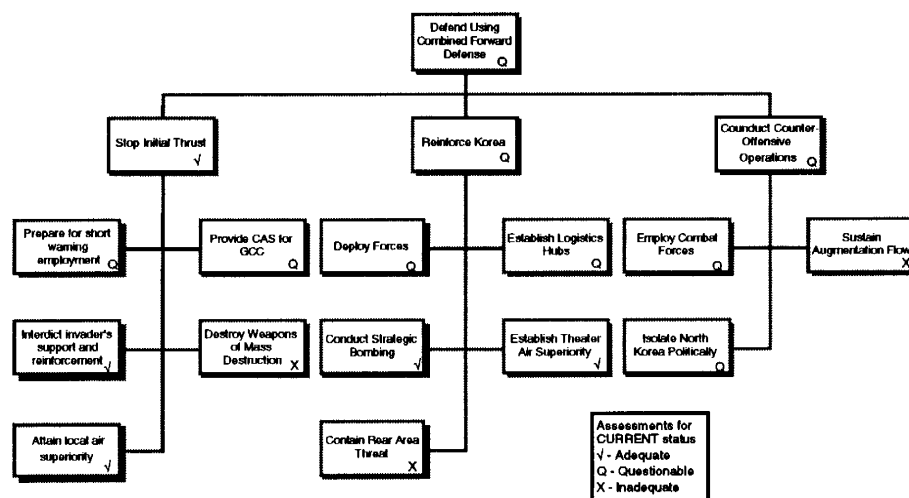 Defend Using
Combined Forward
Defense
Q
Stop Initial Thrust
√
Reinforce Korea
Q
Counduct Counter-
Offensive
Operations Q
Prepare for short
warning
employment Q
Provide CAS for
GCC
Q
Deploy Forces
Q
Establish Logistics
Hubs
Q
Employ Combat
Forces
Q
Sustain
Augmentation Flow
X
Interdict invader's
support and
reinforcement √
Destroy Weapons
of Mass
Destruction X
Conduct Strategic
Bombing
√
Establish Theater
Air Superiority
√
Isolate North
Korea Politically
Q
Attain local air
superiority
√
Contain Rear Area
Threat
X
Assessments for
CURRENT status
√ - Adequate
Q - Questionable
X - Inadequate